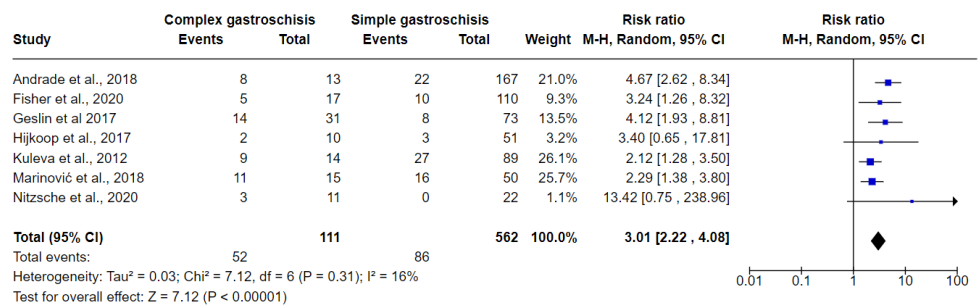 Complex gastroschisis Simple gastroschisis Risk ratio Risk ratio
Study Events Total Events Total Weight M-H, Random, 95% CI M-H, Random, 95% CI
Andrade et al., 2018 8 13 22 167 21.0% 4.67 [2.62 , 8.34]
Fisher et al., 2020 5 17 10 110 9.3% 3.24 [1.26 , 8.32]
Geslin et al 2017 14 31 8 73 13.5% 4.12 [1.93 , 8.81]
Hijkoop et al., 2017 2 10 3 51 3.2% 3.40 [0.65 , 17.81]
Kuleva et al., 2012 9 14 27 89 26.1% 2.12 [1.28 , 3.50]
Marinović et al., 2018 11 15 16 50 25.7% 2.29 [1.38 , 3.80]
Nitzsche et al., 2020 3 11 0 22 1.1% 13.42 [0.75 , 238.96]
Total (95% CI) 111 562 100.0% 3.01 [2.22 , 4.08]
Total events: 52 86
Heterogeneity: Tau² = 0.03; Chi² = 7.12, df = 6 (P = 0.31); I² = 16%
0.01 0.1 1 10 100
Test for overall effect: Z = 7.12 (P < 0.00001)